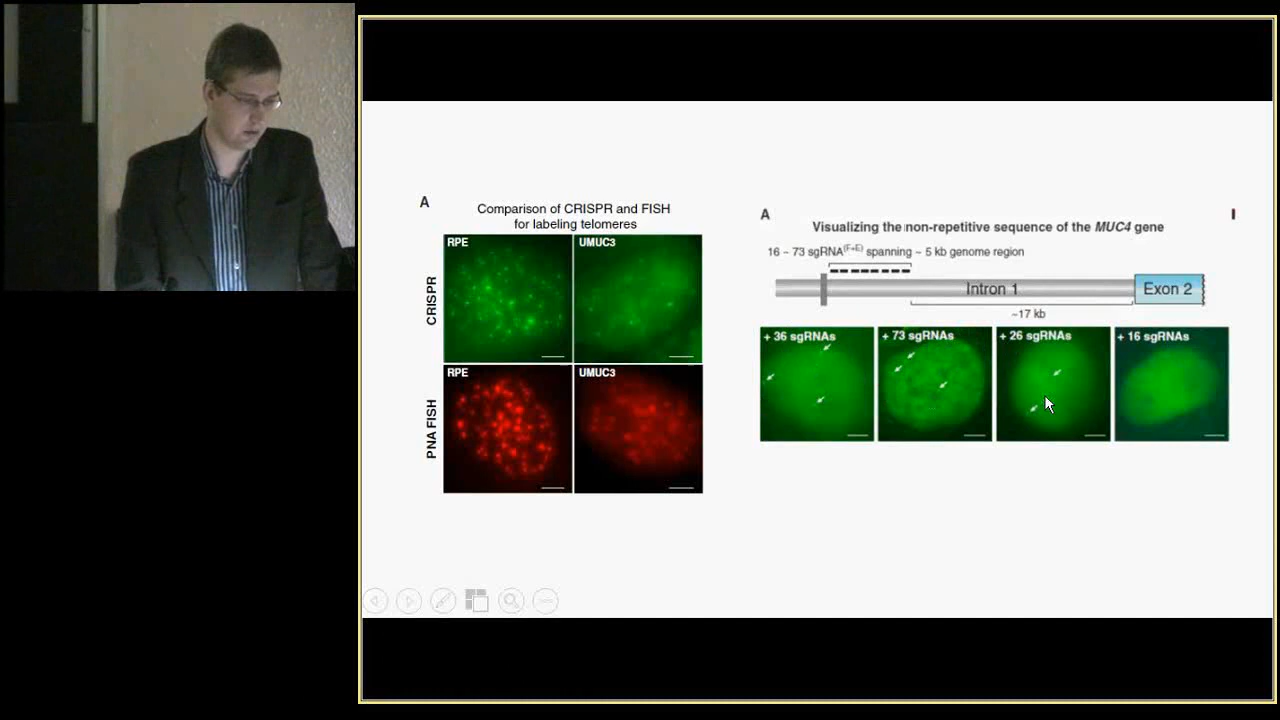 A
Comparison of CRISPR and FISH
for labeling telomeres
RPE
UMUC3
CRISPR
RPE
UMUC3
PNA FISH
A
I
Visualizing the non-repetitive sequence of the MUC4 gene
16 ~ 73 sgRNA(F+E) spanning ~ 5 kb genome region
Intron 1
Exon 2
~17 kb
+ 36 sgRNAs
+ 73 sgRNAs
+ 26 sgRNAs
+ 16 sgRNAs